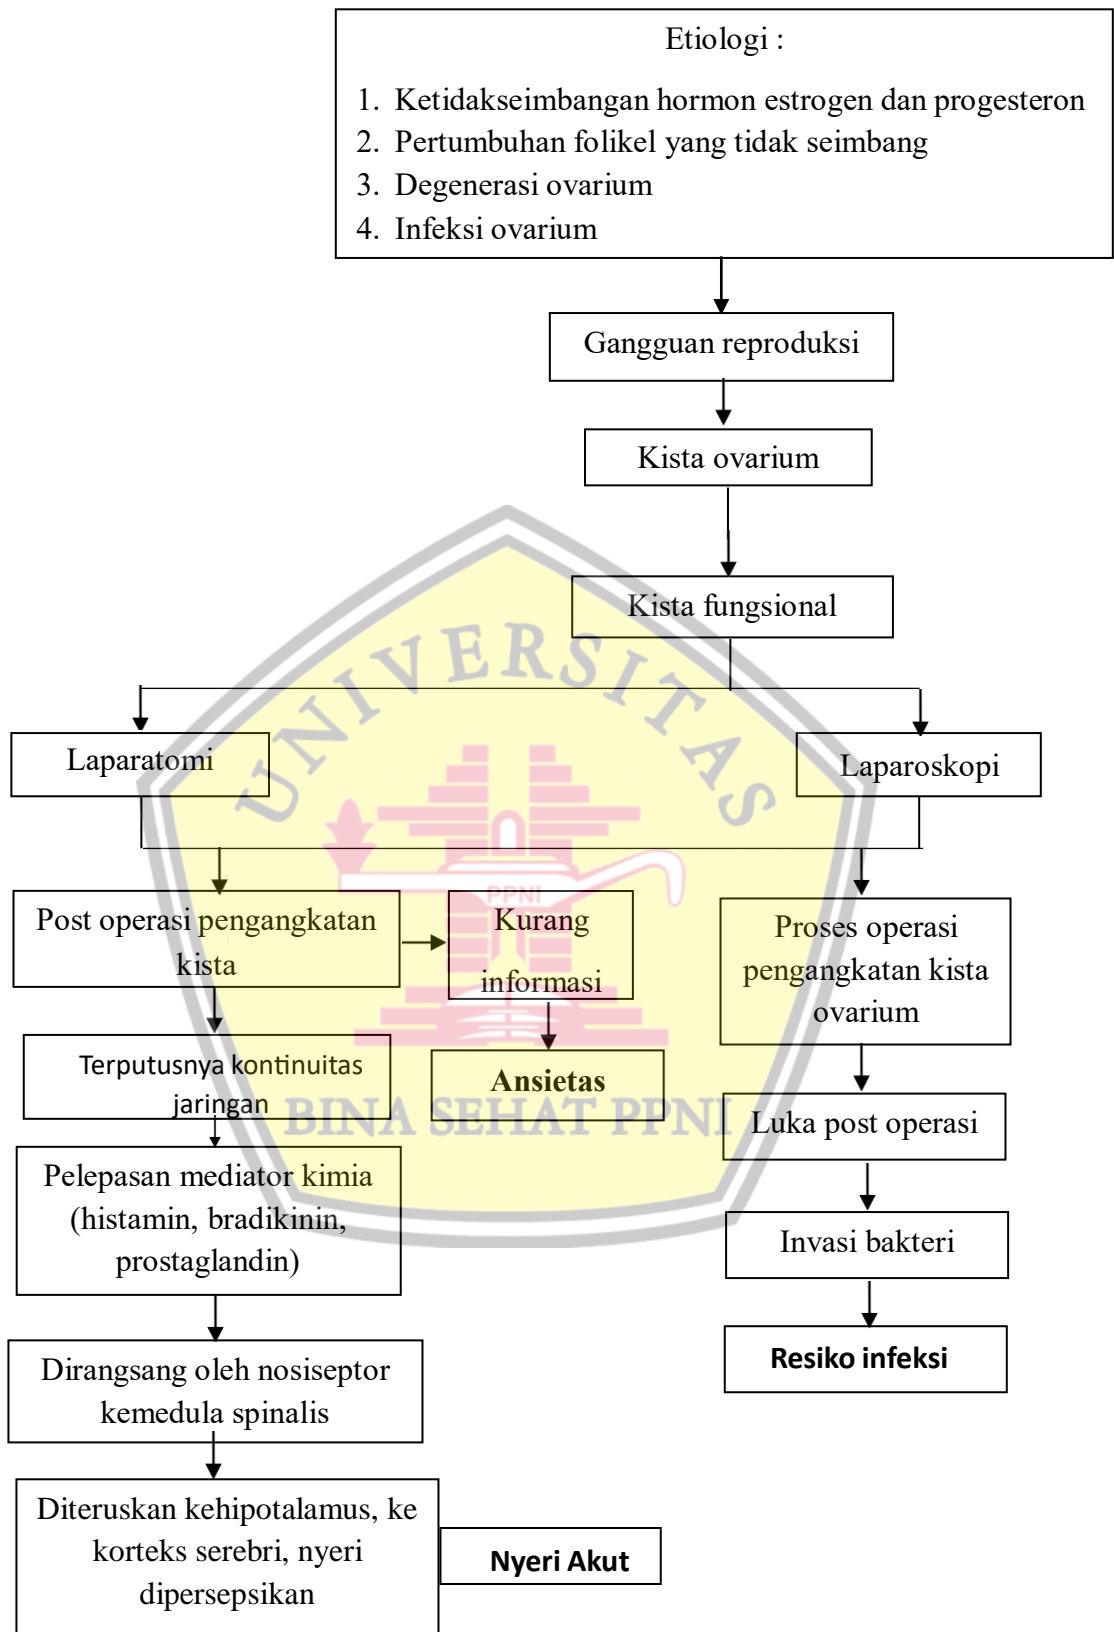 Etiologi :
1. Ketidakseimbangan hormon estrogen dan progesteron
2. Pertumbuhan folikel yang tidak seimbang
3. Degenerasi ovarium
4. Infeksi ovarium
Gangguan reproduksi
Kista ovarium
Kista fungsional
UNIVERSITAS
Laparatomi
Laparoskopi
PPNI
Post operasi pengangkatan
kista
Kurang
informasi
Proses operasi
pengangkatan kista
ovarium
Terputusnya kontinuitas
jaringan
Ansietas
BINA SEHAT PPNI
Luka post operasi
Pelepasan mediator kimia
(histamin, bradikinin,
prostaglandin)
Invasi bakteri
Resiko infeksi
Dirangsang oleh nosiseptor
kemedula spinalis
Diteruskan kehipotalamus, ke
korteks serebri, nyeri
dipersepsikan
Nyeri Akut